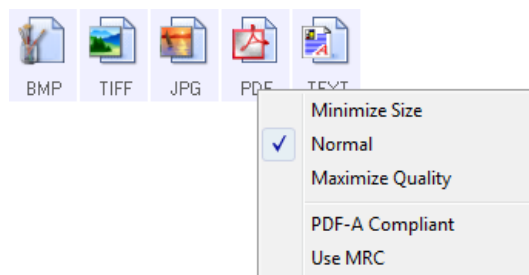 BMP TIFF JPG PDF TEXT
Minimize Size
Normal
Maximize Quality
PDF-A Compliant
Use MRC